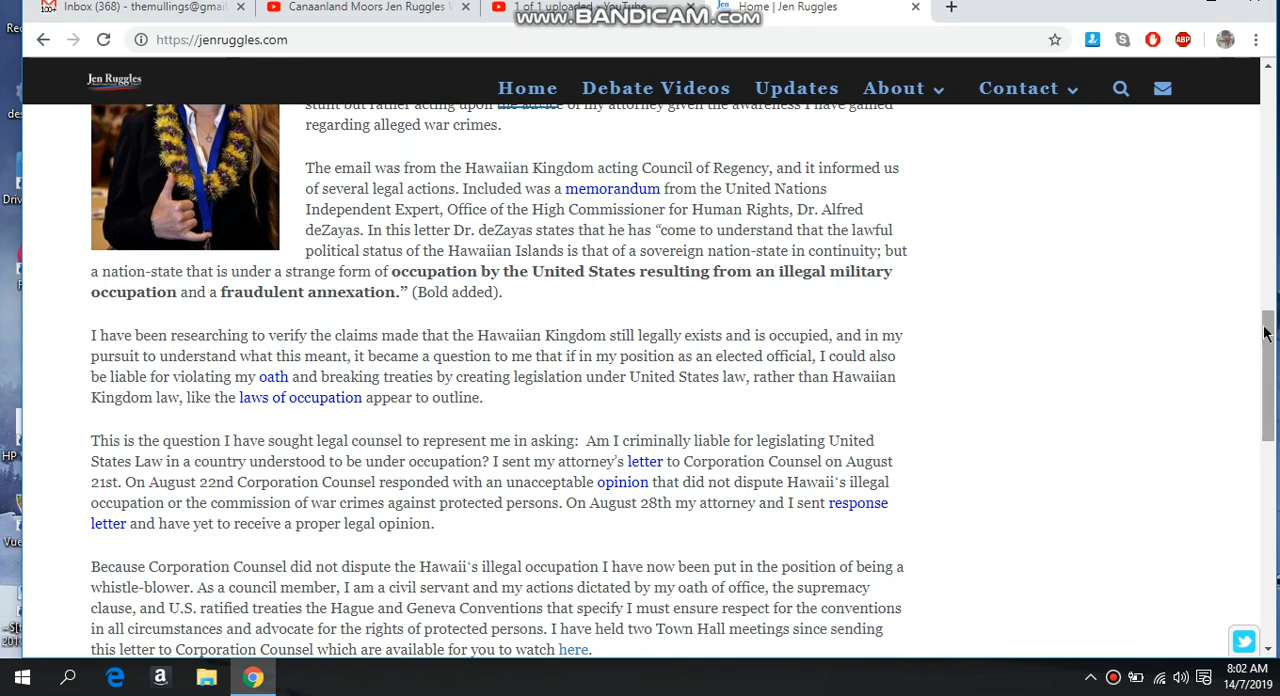 Inbox (368) - themullings@gmail
Canaanland Moors Jen Ruggles
1 of 1 uploaded - YouTube
Home | Jen Ruggles
www.BANDICAM.com
https://jenruggles.com
ABP
Jen Ruggles
Home Debate Videos Updates About Contact
stunt but rather acting upon the advice of my attorney given the awareness I have gained
regarding alleged war crimes.
The email was from the Hawaiian Kingdom acting Council of Regency, and it informed us
of several legal actions. Included was a memorandum from the United Nations
Independent Expert, Office of the High Commissioner for Human Rights, Dr. Alfred
deZayas. In this letter Dr. deZayas states that he has “come to understand that the lawful
political status of the Hawaiian Islands is that of a sovereign nation-state in continuity; but
a nation-state that is under a strange form of occupation by the United States resulting from an illegal military
occupation and a fraudulent annexation.” (Bold added).
I have been researching to verify the claims made that the Hawaiian Kingdom still legally exists and is occupied, and in my
pursuit to understand what this meant, it became a question to me that if in my position as an elected official, I could also
be liable for violating my oath and breaking treaties by creating legislation under United States law, rather than Hawaiian
Kingdom law, like the laws of occupation appear to outline.
This is the question I have sought legal counsel to represent me in asking: Am I criminally liable for legislating United
States Law in a country understood to be under occupation? I sent my attorney’s letter to Corporation Counsel on August
21st. On August 22nd Corporation Counsel responded with an unacceptable opinion that did not dispute Hawaii‘s illegal
occupation or the commission of war crimes against protected persons. On August 28th my attorney and I sent response
letter and have yet to receive a proper legal opinion.
Because Corporation Counsel did not dispute the Hawaii‘s illegal occupation I have now been put in the position of being a
whistle-blower. As a council member, I am a civil servant and my actions dictated by my oath of office, the supremacy
clause, and U.S. ratified treaties the Hague and Geneva Conventions that specify I must ensure respect for the conventions
in all circumstances and advocate for the rights of protected persons. I have held two Town Hall meetings since sending
this letter to Corporation Counsel which are available for you to watch here.
8:02 AM
14/7/2019